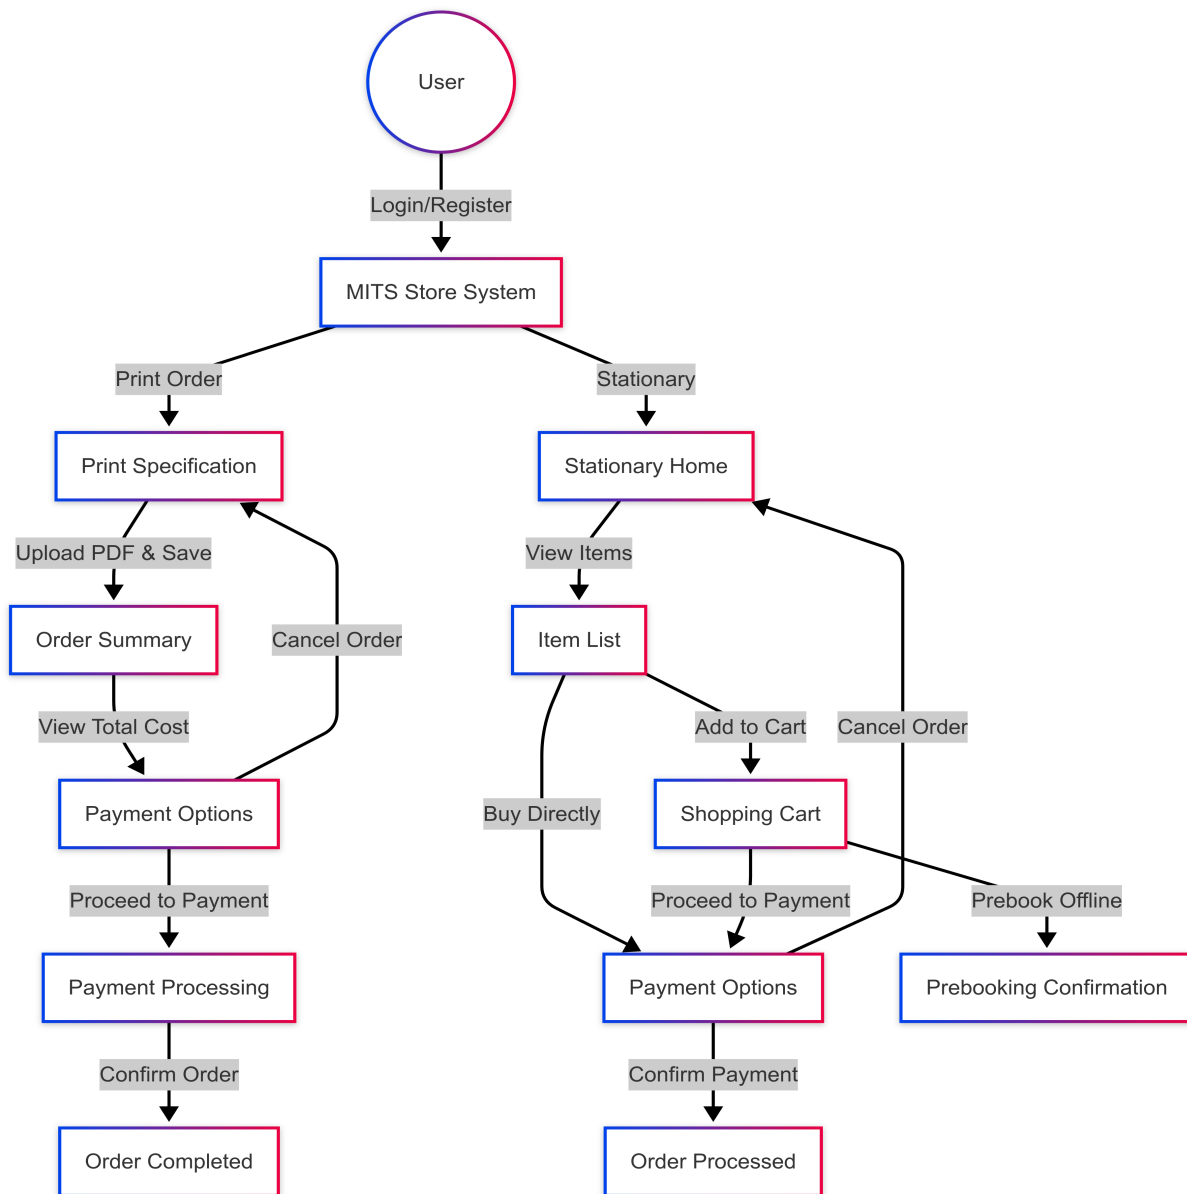 User
Login/Register
MITS Store System
Print Order
Stationary
Print Specification
Stationary Home
Upload PDF & Save
View Items
Order Summary
Cancel Order
Item List
View Total Cost
Add to Cart
Cancel Order
Payment Options
Buy Directly
Shopping Cart
Proceed to Payment
Proceed to Payment
Prebook Offline
Payment Processing
Payment Options
Prebooking Confirmation
Confirm Order
Confirm Payment
Order Completed
Order Processed